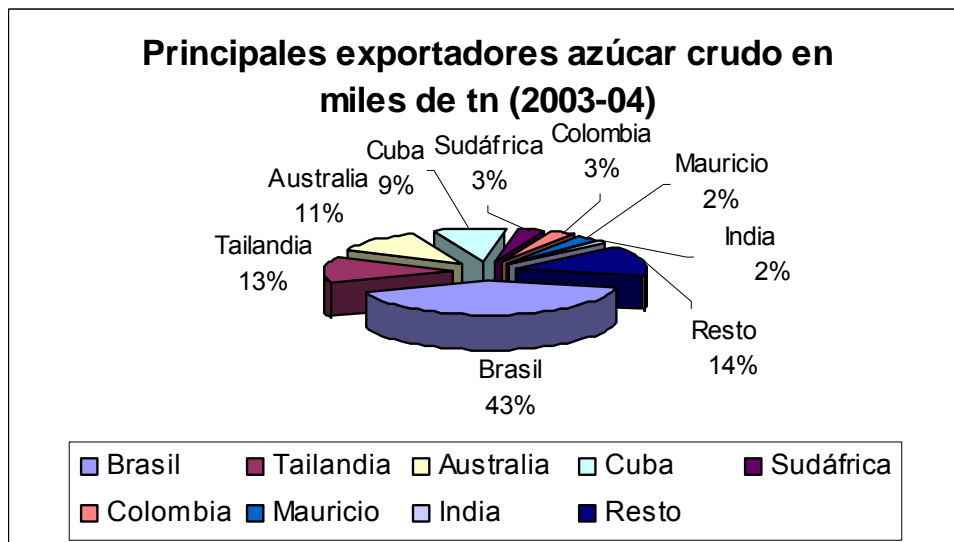 Principales exportadores azúcar crudo en
miles de tn (2003-04)
Colombia
3%
Sudáfrica
3%
Cuba
9%
Mauricio
2%
Australia
11%
India
2%
Tailandia
13%
Resto
14%
Brasil
43%
Brasil Tailandia Australia Cuba Sudáfrica
Colombia Mauricio India Resto